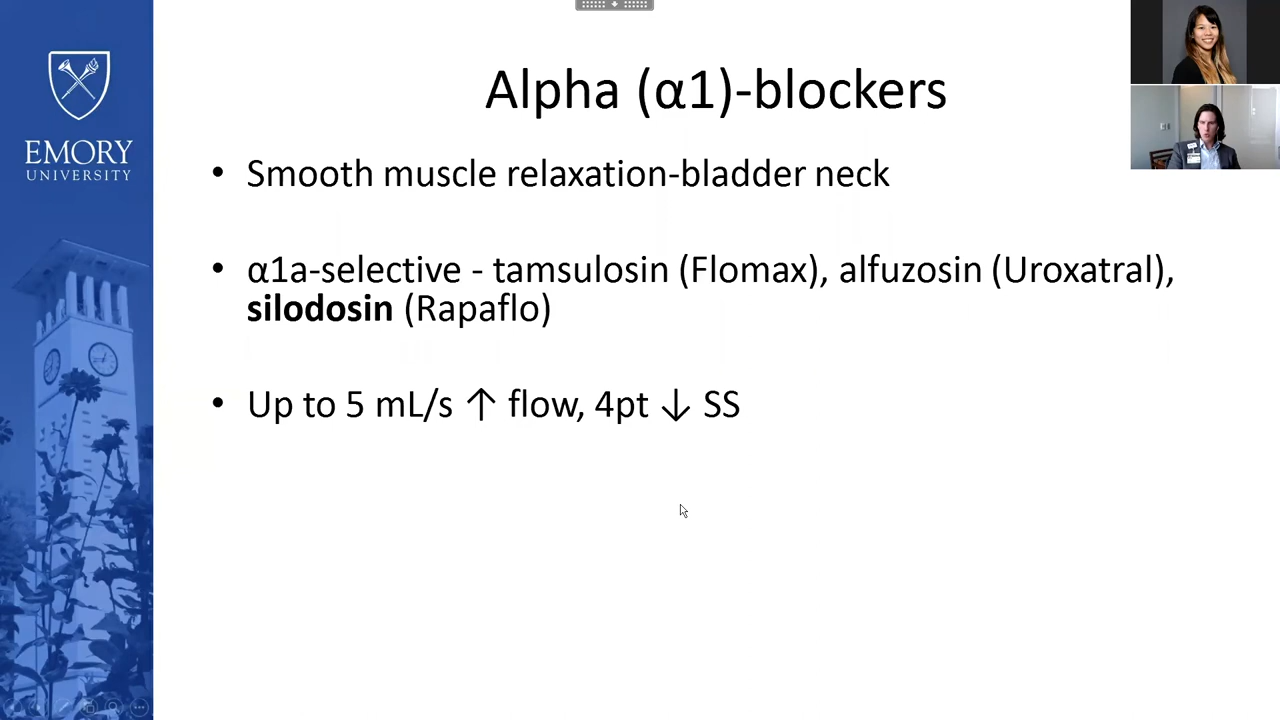 Alpha (α1)-blockers
EMORY
UNIVERSITY
• Smooth muscle relaxation-bladder neck
• α1a-selective - tamsulosin (Flomax), alfuzosin (Uroxatral),
silodosin (Rapaflo)
• Up to 5 mL/s ↑ flow, 4pt ↓ SS